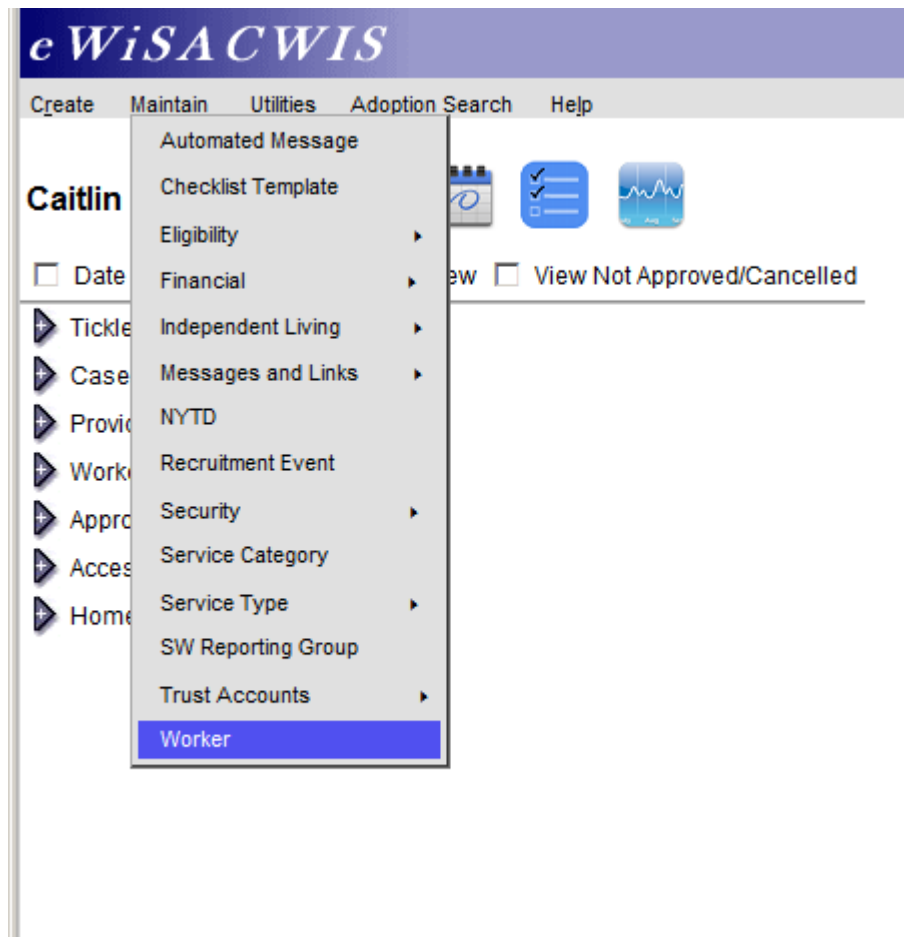 eWiSACWIS
Create Maintain Utilities Adoption Search Help
Automated Message
Caitlin
Checklist Template
Eligibility
Date
ew
View Not Approved/Cancelled
Financial
Tickle
Independent Living
Case
Messages and Links
Provi
NYTD
Work
Recruitment Event
Appro
Security
Acces
Service Category
Home
Service Type
SW Reporting Group
Trust Accounts
Worker